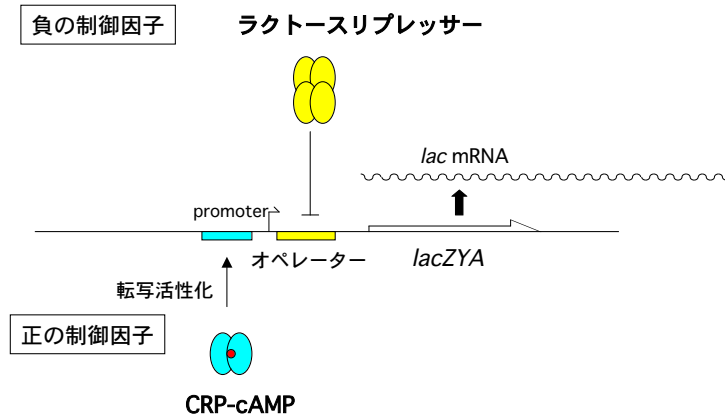 負の制御因子
ラクトースリプレッサー
lac mRNA
promoter
オペレーター
lacZYA
転写活性化
正の制御因子
CRP-cAMP